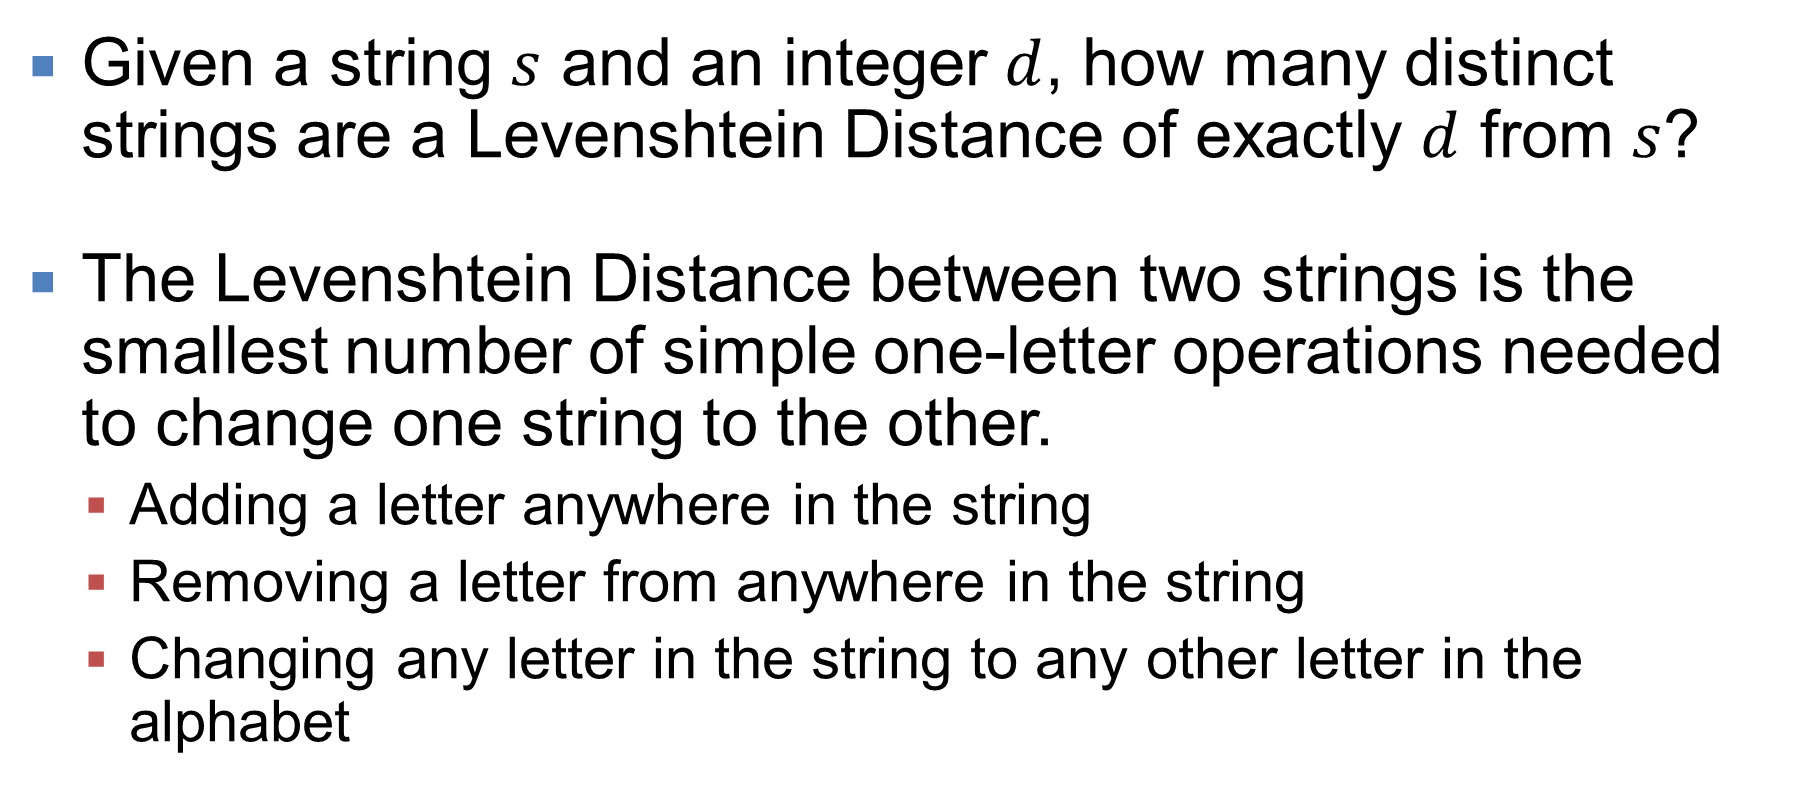 ▪ Given a string s and an integer d, how many distinct
strings are a Levenshtein Distance of exactly d from s?
▪ The Levenshtein Distance between two strings is the
smallest number of simple one-letter operations needed
to change one string to the other.
▪ Adding a letter anywhere in the string
▪ Removing a letter from anywhere in the string
▪ Changing any letter in the string to any other letter in the
alphabet